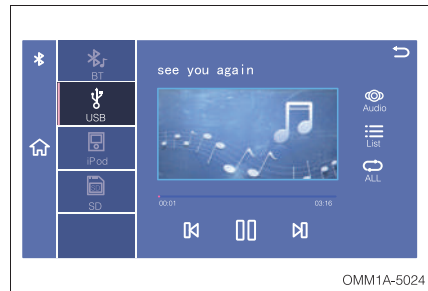 BT
USB
iPod
SD
see you again
00:01
03:16
Audio
List
ALL
OMM1A-5024